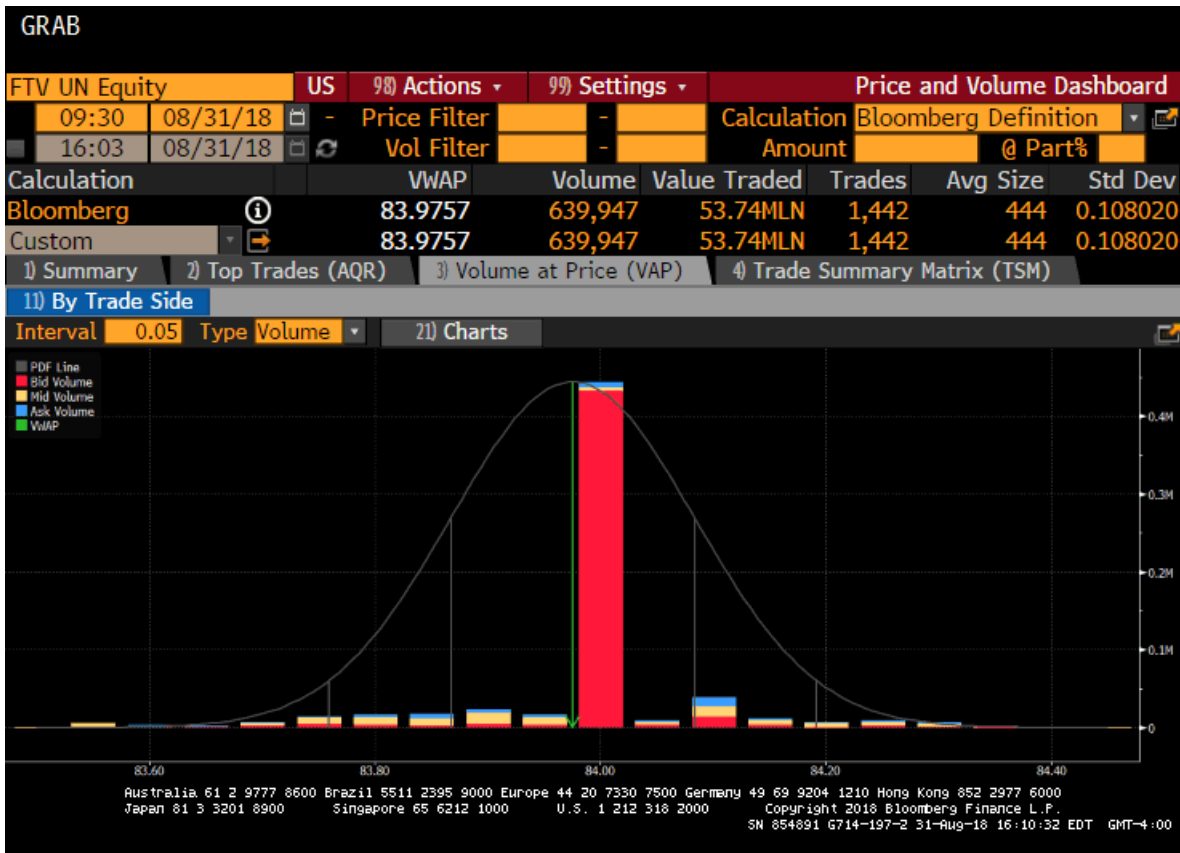 GRAB
FTV UN Equity US 98) Actions 99) Settings Price and Volume Dashboard
09:30 08/31/18 - Price Filter - Calculation Bloomberg Definition
16:03 08/31/18 Vol Filter - Amount @ Part%
Calculation VWAP Volume Value Traded Trades Avg Size Std Dev
Bloomberg 83.9757 639,947 53.74MLN 1,442 444 0.108020
Custom 83.9757 639,947 53.74MLN 1,442 444 0.108020
1) Summary 2) Top Trades (AQR) 3) Volume at Price (VAP) 4) Trade Summary Matrix (TSM)
11) By Trade Side
Interval 0.05 Type Volume 21) Charts
PDF Line
Bid Volume
Mid Volume
Ask Volume
VWAP
0.4M
0.3M
0.2M
0.1M
0
83.60 83.80 84.00 84.20 84.40
Australia 61 2 9777 8600 Brazil 5511 2395 9000 Europe 44 20 7330 7500 Germany 49 69 9204 1210 Hong Kong 852 2977 6000
Japan 81 3 3201 8900 Singapore 65 6212 1000 U.S. 1 212 318 2000 Copyright 2018 Bloomberg Finance L.P.
SN 854891 G714-197-2 31-Aug-18 16:10:32 EDT GMT-4:00